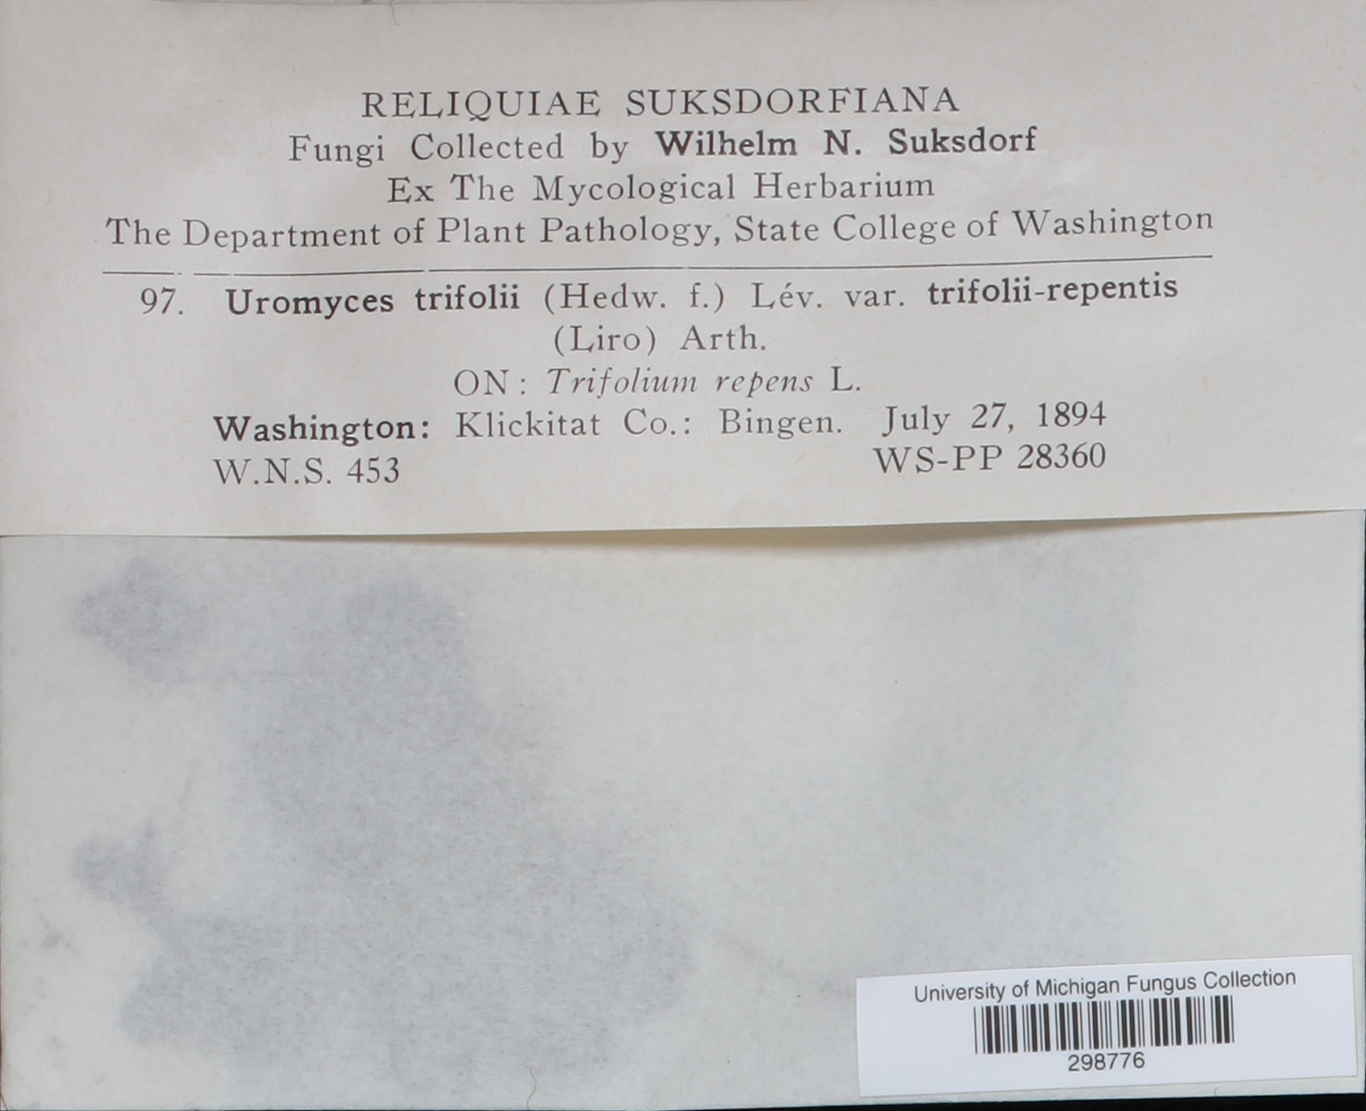 RELIQUIAE SUKSDORFIANA
Fungi Collected by Wilhelm N. Suksdorf
Ex The Mycological Herbarium
The Department of Plant Pathology, State College of Washington
97. Uromyces trifolii (Hedw. f.) Lév. var. trifolii-repentis
(Liro) Arth.
ON: Trifolium repens L.
Washington: Klickitat Co.: Bingen. July 27, 1894
W.N.S. 453 WS-PP 28360
University of Michigan Fungus Collection
298776